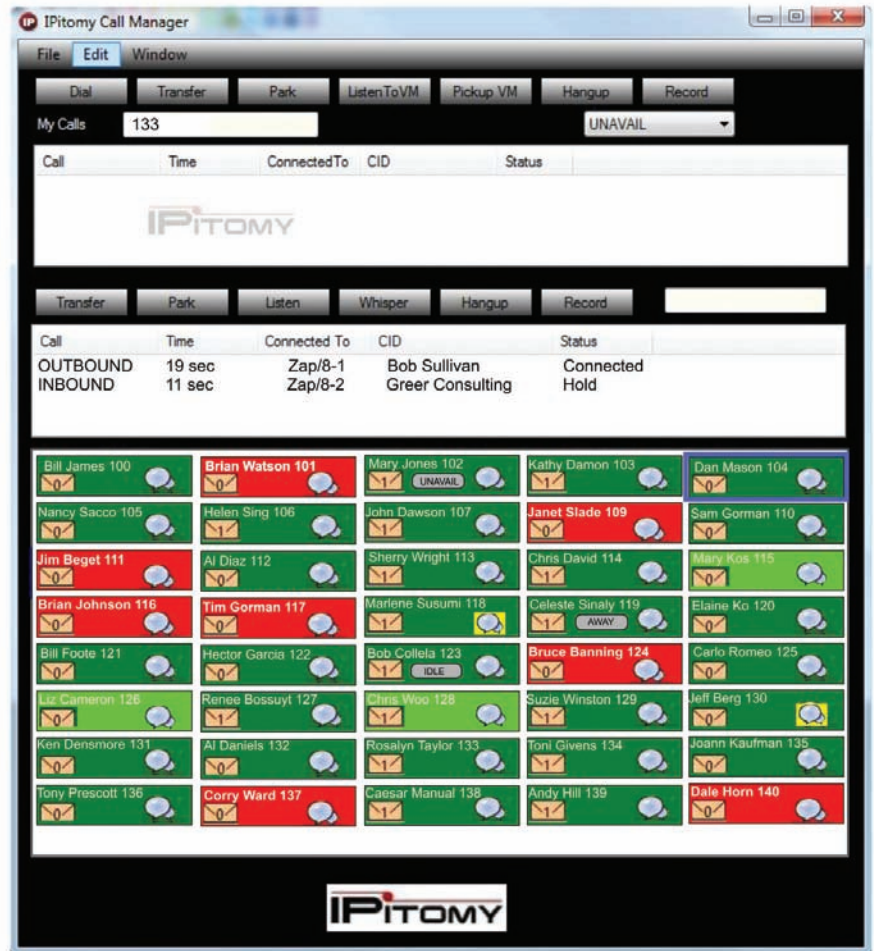 IP IPitomy Call Manager
File Edit Window
Dial Transfer Park ListenToVM Pickup VM Hangup Record
My Calls 133 UNAVAIL
Call Time ConnectedTo CID Status
IPITOMY
Transfer Park Listen Whisper Hangup Record
Call Time Connected To CID Status
OUTBOUND 19 sec Zap/8-1 Bob Sullivan Connected
INBOUND 11 sec Zap/8-2 Greer Consulting Hold
Bill James 100 Brian Watson 101 Mary Jones 102 Kathy Damon 103 Dan Mason 104
0 0 1 UNAVAIL 1 0
Nancy Sacco 105 Helen Sing 106 John Dawson 107 Janet Slade 109 Sam Gorman 110
0 1 1 0 0
Jim Beget 111 Al Diaz 112 Sherry Wright 113 Chris David 114 Mary Kos 115
0 0 1 1 0
Brian Johnson 116 Tim Gorman 117 Marlene Susumi 118 Celeste Sinaly 119 Elaine Ko 120
0 0 1 1 AWAY 0
Bill Foote 121 Hector Garcia 122 Bob Collela 123 Bruce Banning 124 Carlo Romeo 125
0 0 1 IDLE 0 0
Liz Cameron 126 Renee Bossuyt 127 Chris Woo 128 Suzie Winston 129 Jeff Berg 130
0 1 1 1 0
Ken Densmore 131 Al Daniels 132 Rosalyn Taylor 133 Toni Givens 134 Joann Kaufman 135
0 0 1 1 0
Tony Prescott 136 Corry Ward 137 Caesar Manual 138 Andy Hill 139 Dale Horn 140
0 0 1 1 0
IPITOMY